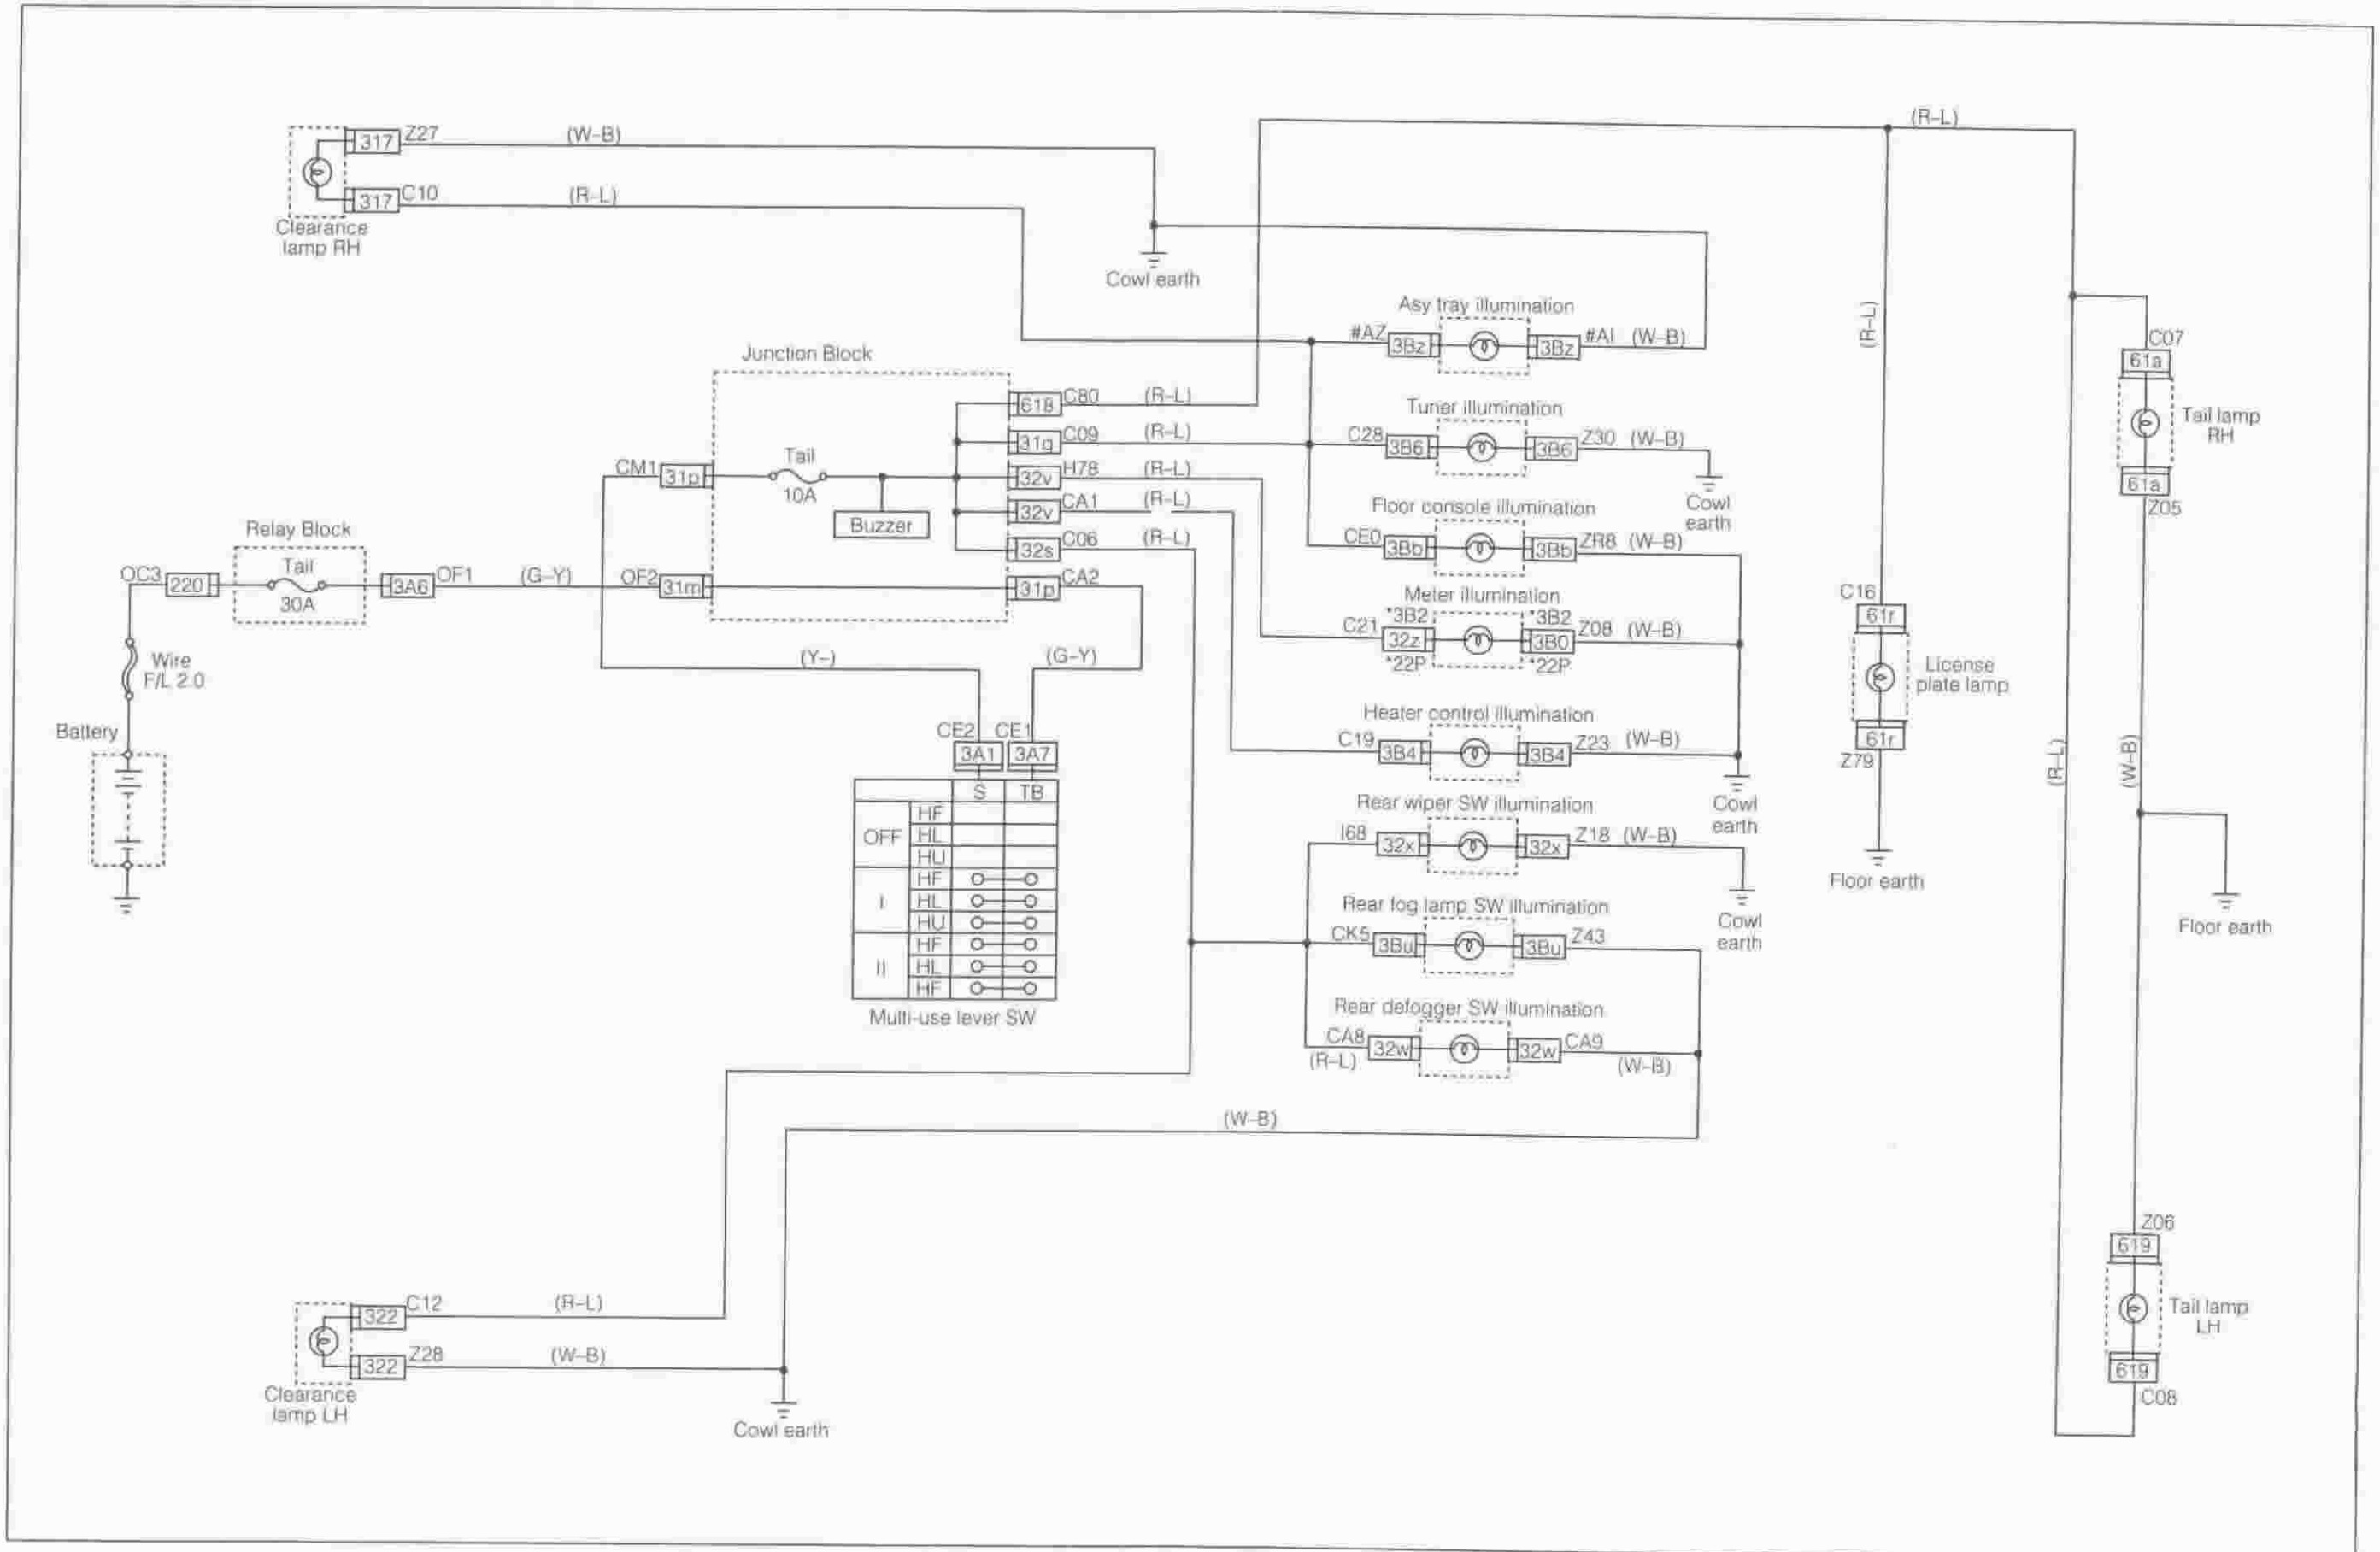 (R–L)
317 Z27 (W–B)
317 C10 (R–L)
Clearance
lamp RH
Cowl earth
Asy tray illumination
#AZ 3Bz 3Bz #AI (W–B)
(R–L)
C07
61a
Tail lamp
RH
61a
Z05
Junction Block
618 C80 (R–L)
Tuner illumination
31q C09 (R–L)
C28 3B6 3B6 Z30 (W–B)
Cowl
earth
CM1 31p
Tail
10A
Buzzer
32v H78 (R–L)
32v CA1 (R–L)
32s C06 (R–L)
31p CA2
Floor console illumination
CE0 3Bb 3Bb ZR8 (W–B)
Relay Block
Tail
30A
OC3 220
3A6 OF1 (G–Y) OF2 31m
Wire
F/L 2.0
Battery
Meter illumination
*3B2 *3B2
C21 32z 3B0 Z08 (W–B)
*22P *22P
C16
61r
License
plate lamp
61r
Z79
Floor earth
(Y–) (G–Y)
CE2 CE1
3A1 3A7
S TB
OFF
HF
HL
HU
I
HF
HL
HU
II
HF
HL
HF
Multi-use lever SW
Heater control illumination
C19 3B4 3B4 Z23 (W–B)
Cowl
earth
Rear wiper SW illumination
I68 32x 32x Z18 (W–B)
Cowl
earth
Rear fog lamp SW illumination
CK5 3Bu 3Bu Z43
Rear defogger SW illumination
CA8 32w 32w CA9
(R–L) (W–B)
(W–B)
(R–L) (W–B)
Floor earth
Z06
619
Tail lamp
LH
619
C08
322 C12 (R–L)
322 Z28 (W–B)
Clearance
lamp LH
Cowl earth